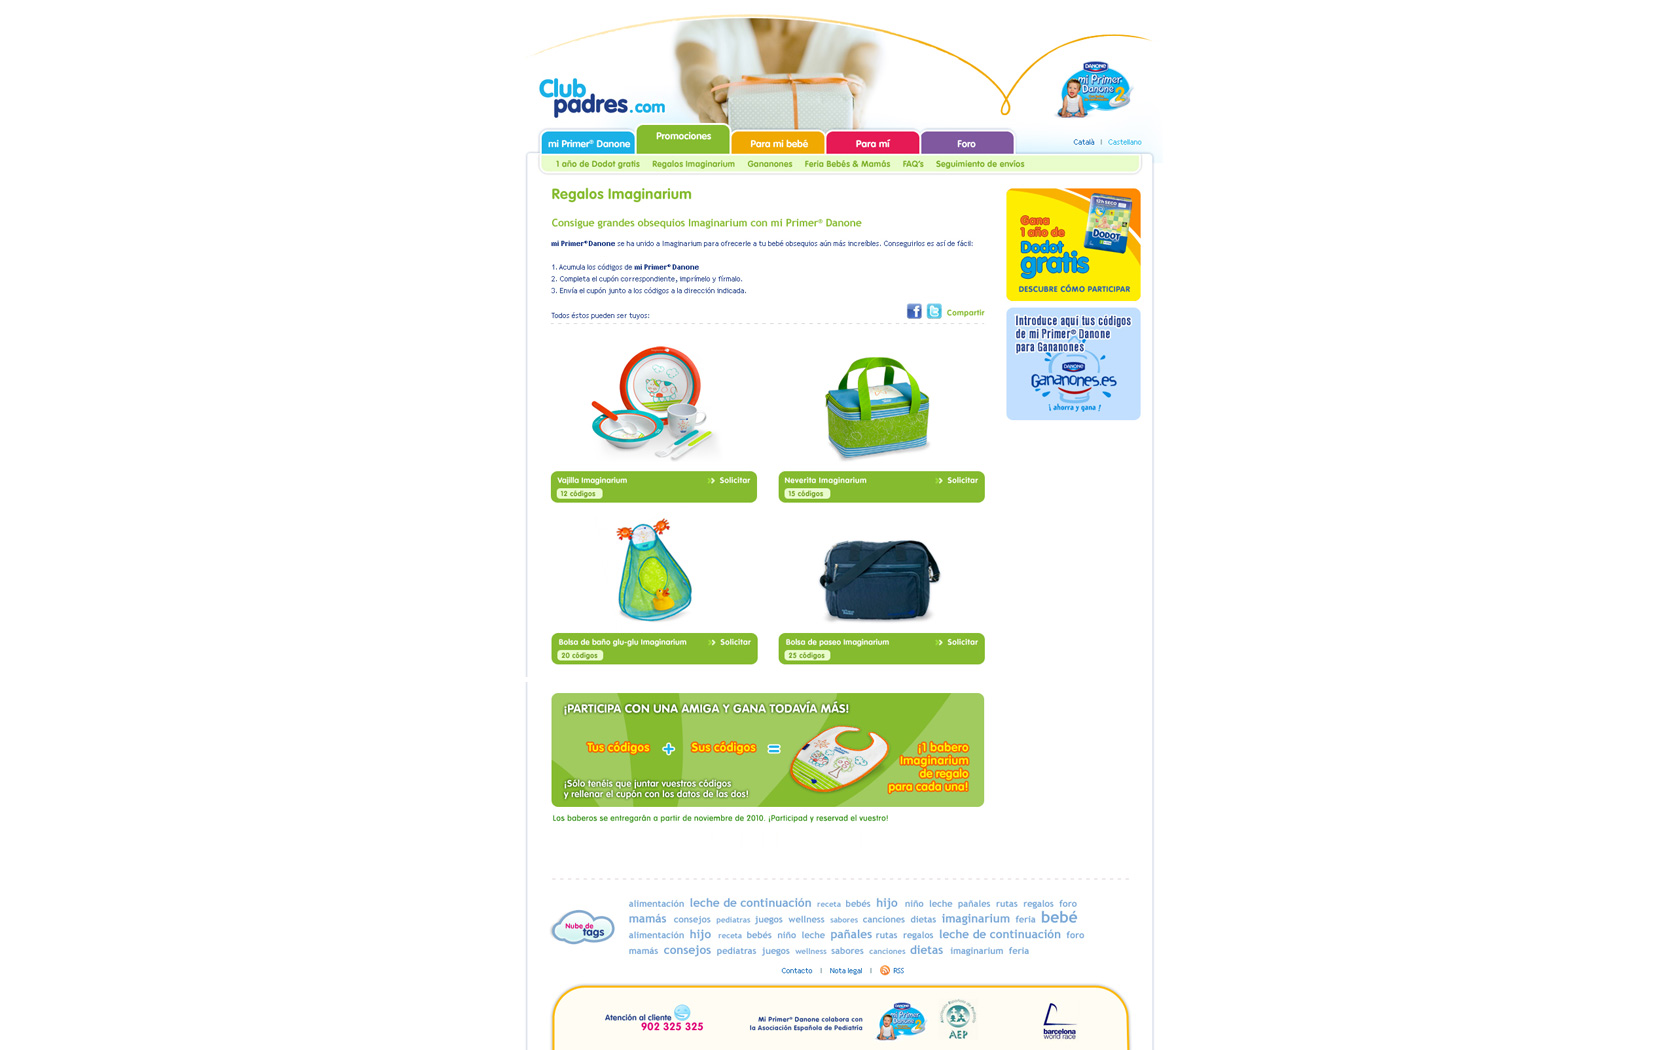 Club
padres.com
DANONE
mi Primer
Danone
2
mi Primer® Danone
Promociones
Para mi bebé
Para mí
Foro
Català | Castellano
1 año de Dodot gratis
Regalos Imaginarium
Gananones
Feria Bebés & Mamás
FAQ's
Seguimiento de envíos
Regalos Imaginarium
Consigue grandes obsequios Imaginarium con mi Primer® Danone
mi Primer® Danone se ha unido a Imaginarium para ofrecerle a tu bebé obsequios aún más increíbles. Conseguirlos es así de fácil:
1. Acumula los códigos de mi Primer® Danone
2. Completa el cupón correspondiente, imprímelo y fírmalo.
3. Envía el cupón junto a los códigos a la dirección indicada.
Todos éstos pueden ser tuyos:
Compartir
Gana
1 año de
Dodot
gratis
DODOT
DESCUBRE CÓMO PARTICIPAR
Introduce aquí tus códigos
de mi Primer® Danone
para Gananones
DANONE
Gananones.es
¡ ahorra y gana !
Vajilla Imaginarium
Solicitar
12 códigos
Neverita Imaginarium
Solicitar
15 códigos
Bolsa de baño glu-glu Imaginarium
Solicitar
20 códigos
Bolsa de paseo Imaginarium
Solicitar
25 códigos
¡PARTICIPA CON UNA AMIGA Y GANA TODAVÍA MÁS!
Tus códigos + Sus códigos =
¡1 babero
Imaginarium
de regalo
para cada una!
¡Sólo tenéis que juntar vuestros códigos
y rellenar el cupón con los datos de las dos!
Los baberos se entregarán a partir de noviembre de 2010. ¡Participad y reservad el vuestro!
Nube de
tags
alimentación leche de continuación receta bebés hijo niño leche pañales rutas regalos foro
mamás consejos pediatras juegos wellness sabores canciones dietas imaginarium feria bebé
alimentación hijo receta bebés niño leche pañales rutas regalos leche de continuación foro
mamás consejos pediatras juegos wellness sabores canciones dietas imaginarium feria
Contacto | Nota legal | RSS
Atención al cliente
902 325 325
Mi Primer® Danone colabora con
la Asociación Española de Pediatría
DANONE
mi Primer
Danone
2
AEP
barcelona
world race